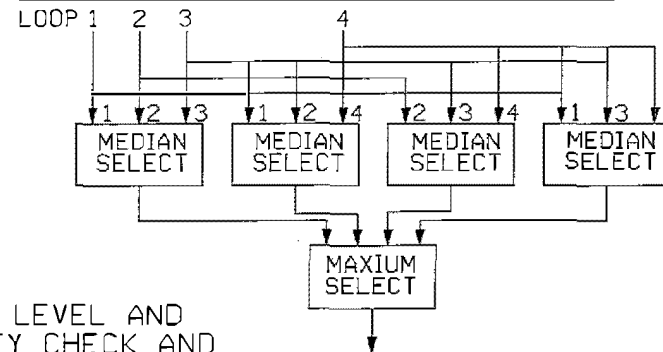 LOOP 1 2 3 4
1 2 3 1 2 4 2 3 4 1 3
MEDIAN SELECT
MEDIAN SELECT
MEDIAN SELECT
MEDIAN SELECT
MAXIUM
SELECT
LEVEL AND
CHECK AND